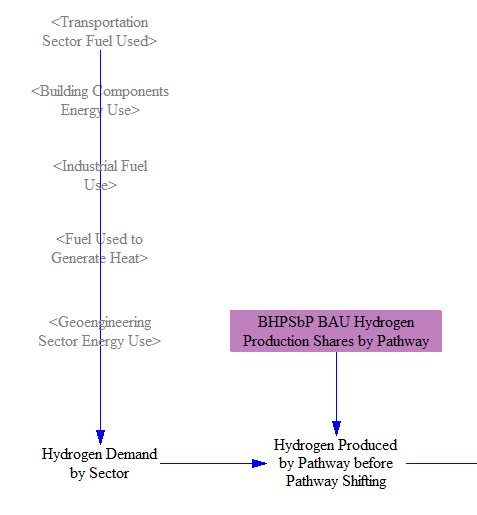 <Transportation
Sector Fuel Used>
<Building Components
Energy Use>
<Industrial Fuel
Use>
<Fuel Used to
Generate Heat>
<Geoengineering
Sector Energy Use>
BHPSbP BAU Hydrogen
Production Shares by Pathway
Hydrogen Demand
by Sector
Hydrogen Produced
by Pathway before
Pathway Shifting